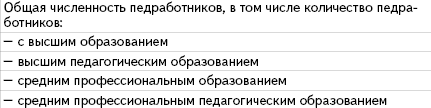 Общая численность педработников, в том числе количество педра-
ботников:
— с высшим образованием
— высшим педагогическим образованием
— средним профессиональным образованием
— средним профессиональным педагогическим образованием